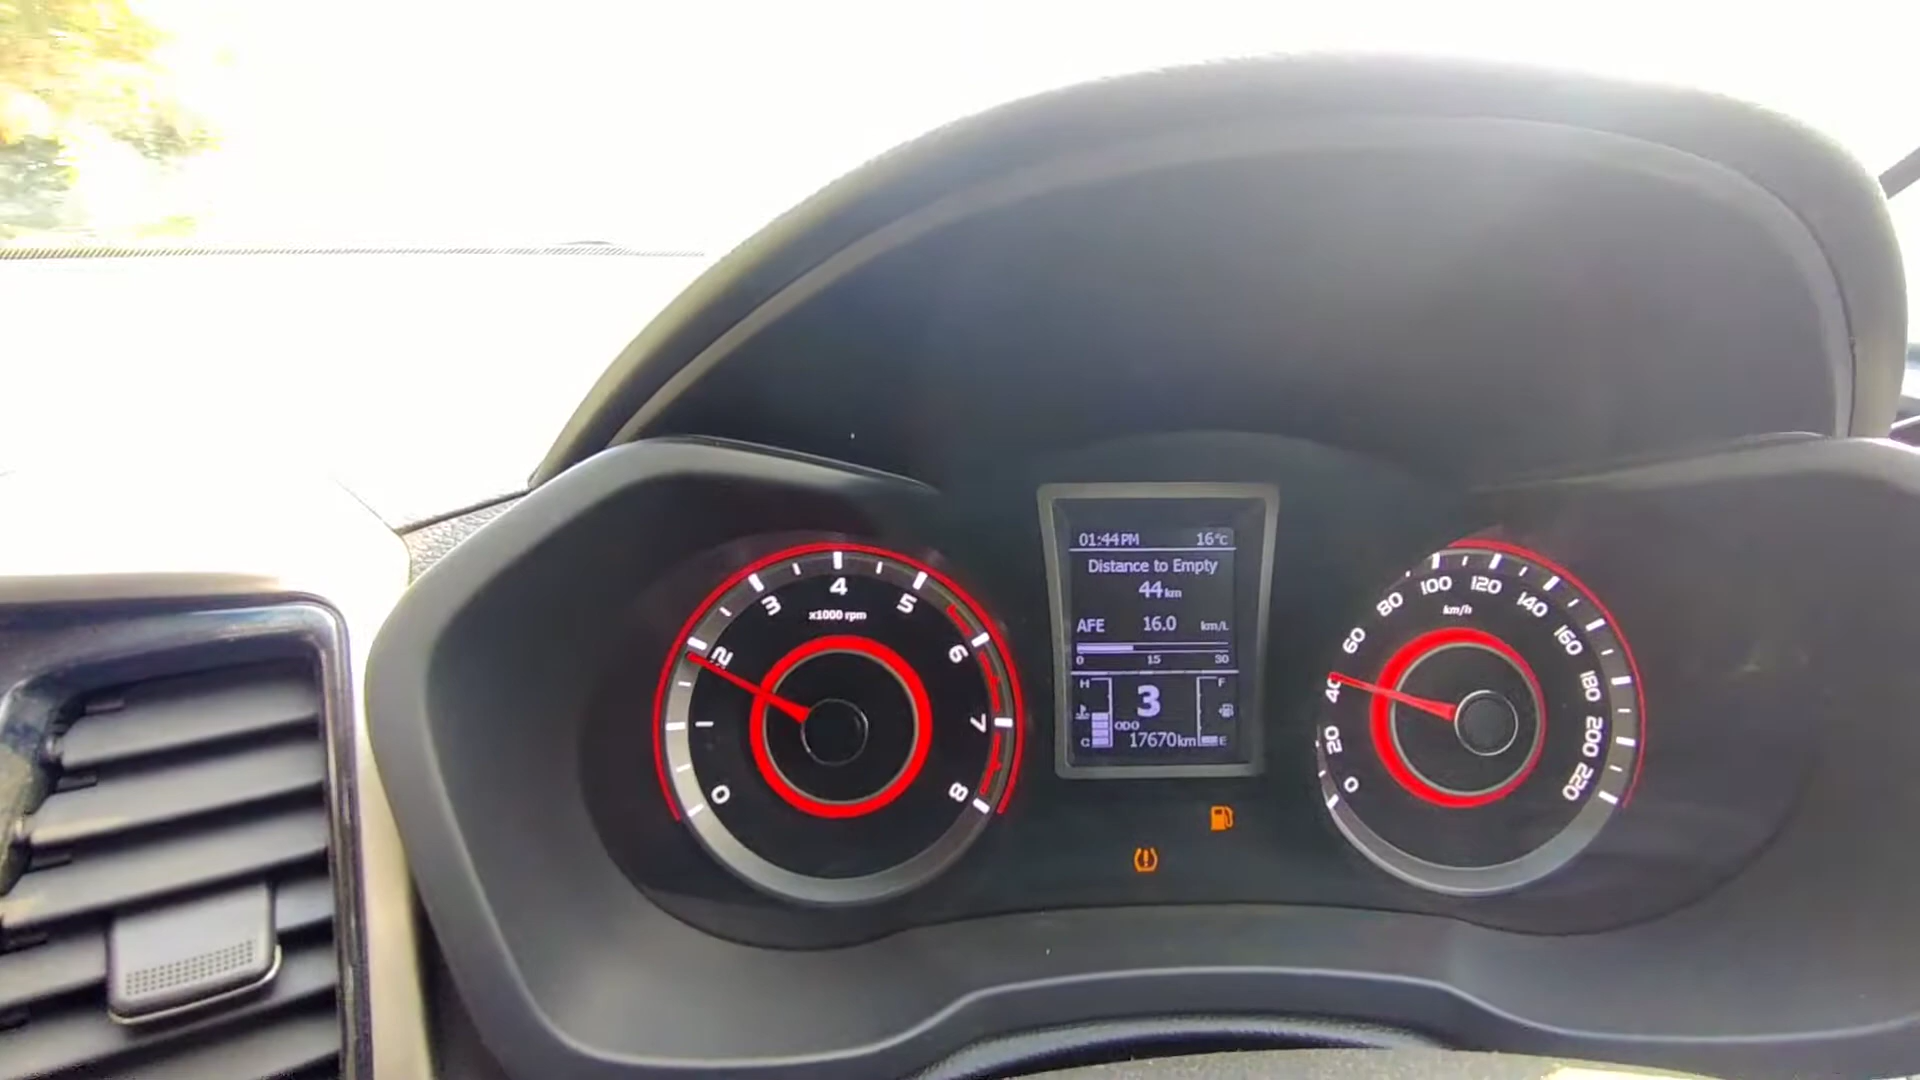 01:44PM 16°C
Distance to Empty
44 km
AFE 16.0 km/L
0 15 30
H 3 F
ODO
C 17670km E
0 1 2 3 4 5 6 7 8
x1000 rpm
0 20 40 60 80 100 120 140 160 180 200 220
km/h